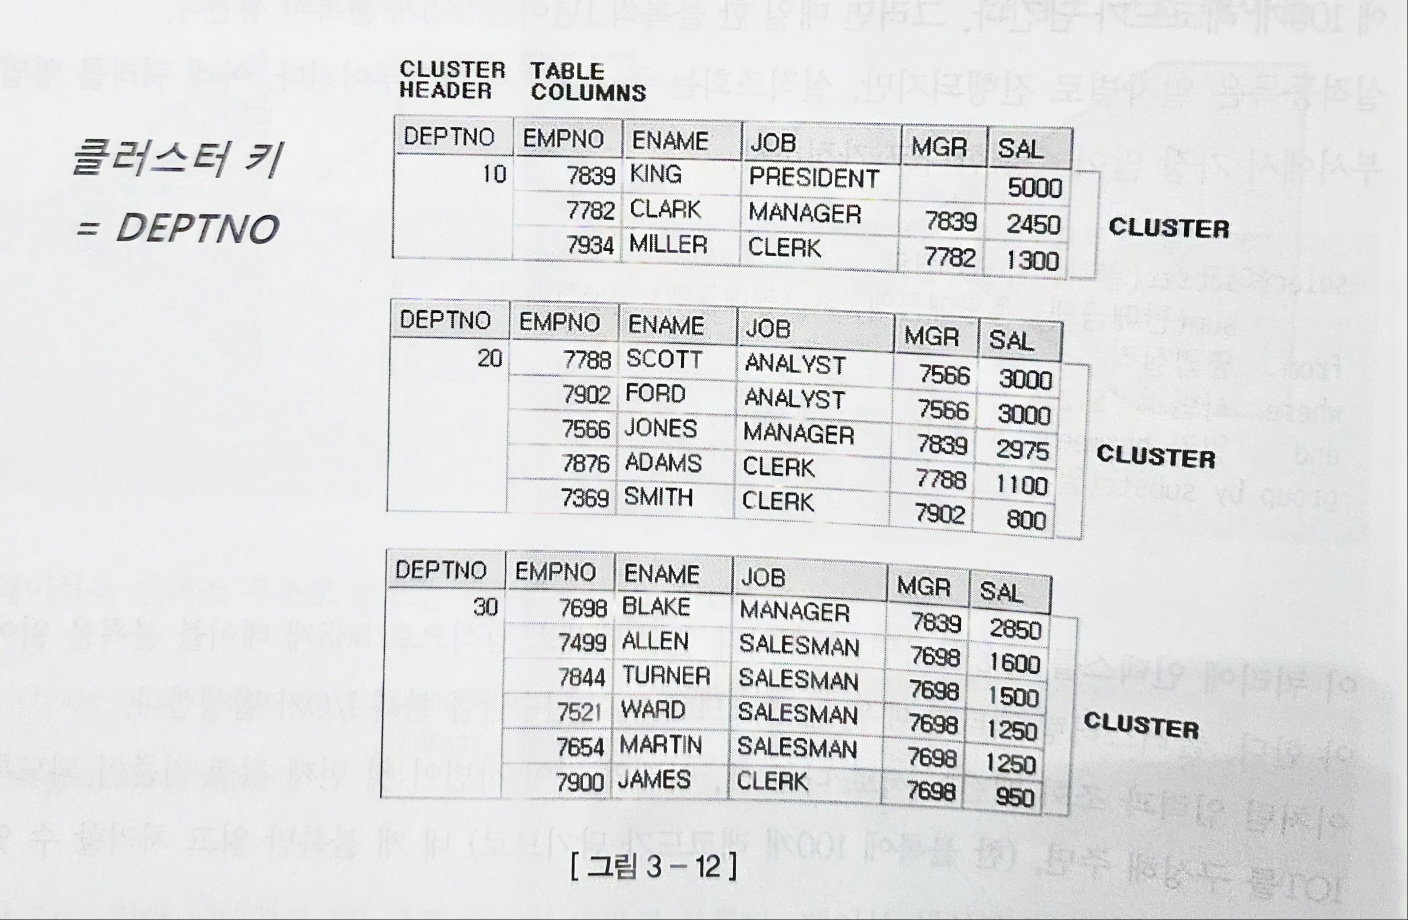 CLUSTER TABLE
HEADER COLUMNS
클러스터 키
= DEPTNO
DEPTNO EMPNO ENAME JOB MGR SAL
10 7839 KING PRESIDENT 5000
7782 CLARK MANAGER 7839 2450
7934 MILLER CLERK 7782 1300
CLUSTER
DEPTNO EMPNO ENAME JOB MGR SAL
20 7788 SCOTT ANALYST 7566 3000
7902 FORD ANALYST 7566 3000
7566 JONES MANAGER 7839 2975
7876 ADAMS CLERK 7788 1100
7369 SMITH CLERK 7902 800
CLUSTER
DEPTNO EMPNO ENAME JOB MGR SAL
30 7698 BLAKE MANAGER 7839 2850
7499 ALLEN SALESMAN 7698 1600
7844 TURNER SALESMAN 7698 1500
7521 WARD SALESMAN 7698 1250
7654 MARTIN SALESMAN 7698 1250
7900 JAMES CLERK 7698 950
CLUSTER
[ 그림 3 – 12 ]